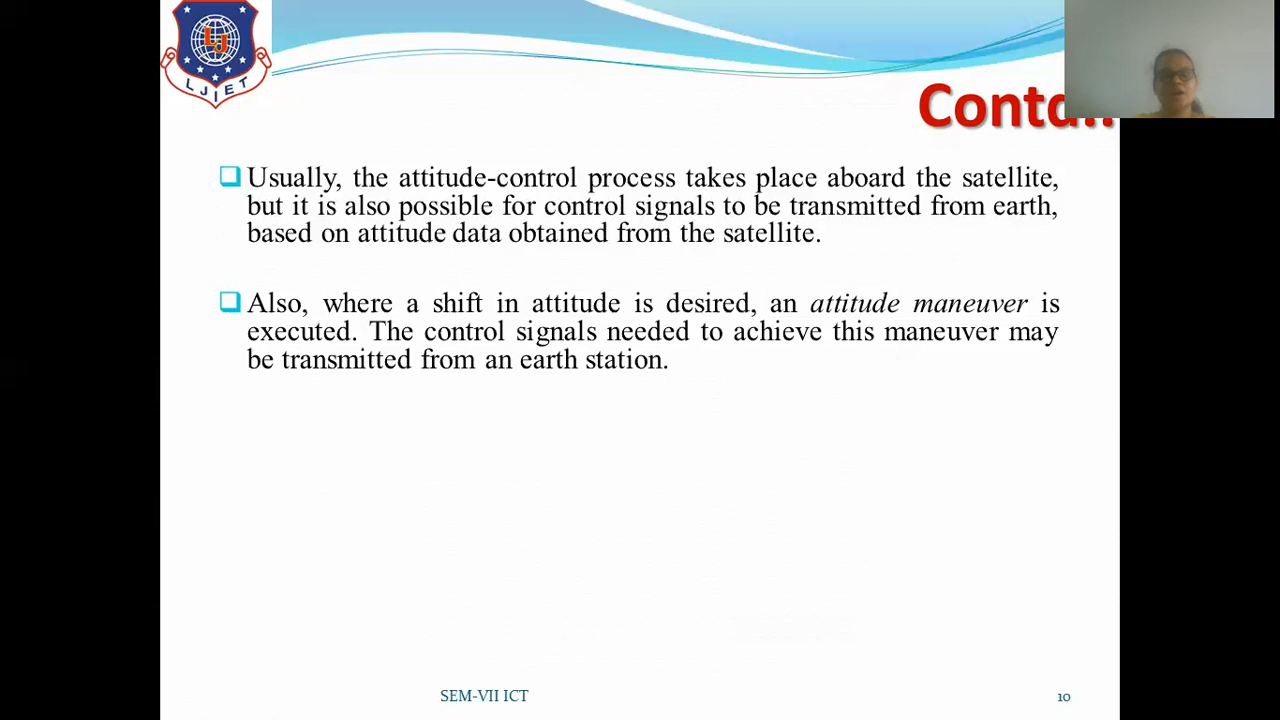 LJ
LJIET
Contd..
Usually, the attitude-control process takes place aboard the satellite,
but it is also possible for control signals to be transmitted from earth,
based on attitude data obtained from the satellite.
Also, where a shift in attitude is desired, an attitude maneuver is
executed. The control signals needed to achieve this maneuver may
be transmitted from an earth station.
SEM-VII ICT
10